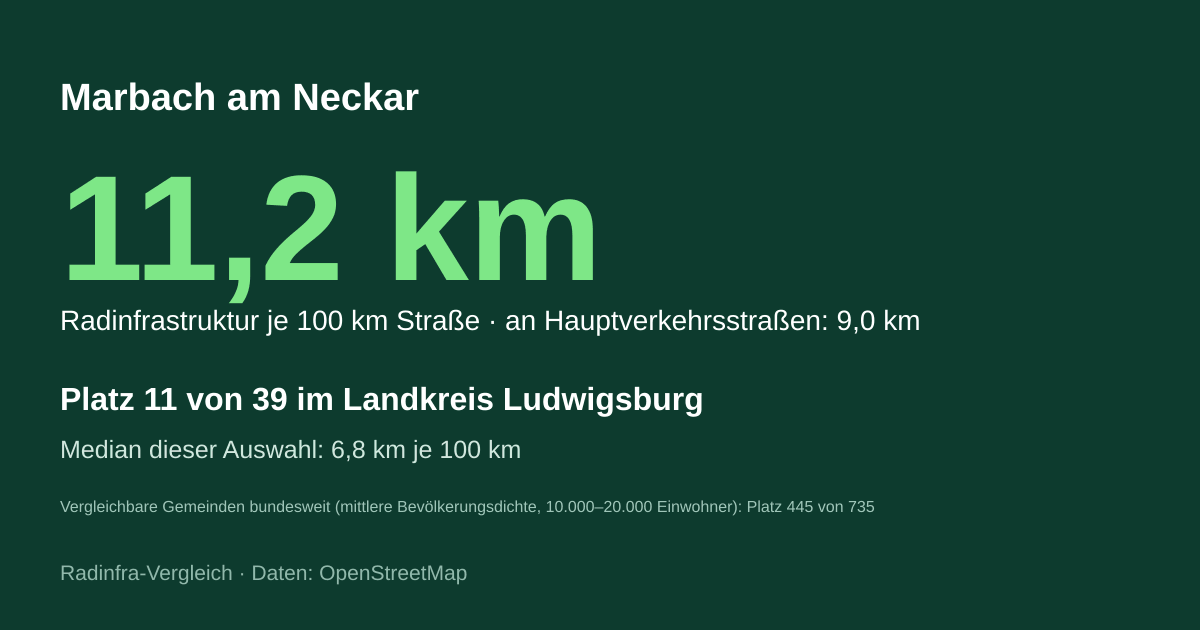 Marbach am Neckar
11,2 km
Radinfrastruktur je 100 km Straße · an Hauptverkehrsstraßen: 9,0 km
Platz 11 von 39 im Landkreis Ludwigsburg
Median dieser Auswahl: 6,8 km je 100 km
Vergleichbare Gemeinden bundesweit (mittlere Bevölkerungsdichte, 10.000–20.000 Einwohner): Platz 445 von 735
Radinfra-Vergleich · Daten: OpenStreetMap